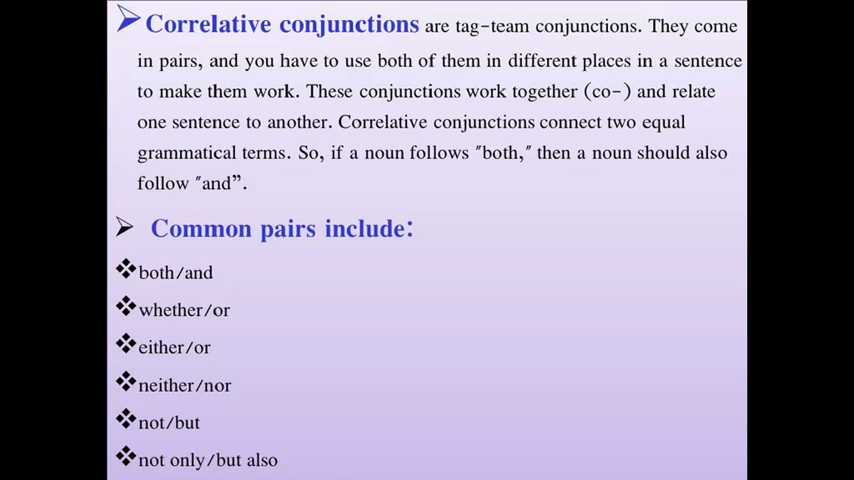 Correlative conjunctions are tag-team conjunctions. They come
in pairs, and you have to use both of them in different places in a sentence
to make them work. These conjunctions work together (co-) and relate
one sentence to another. Correlative conjunctions connect two equal
grammatical terms. So, if a noun follows "both," then a noun should also
follow "and”.
Common pairs include:
both/and
whether/or
either/or
neither/nor
not/but
not only/but also